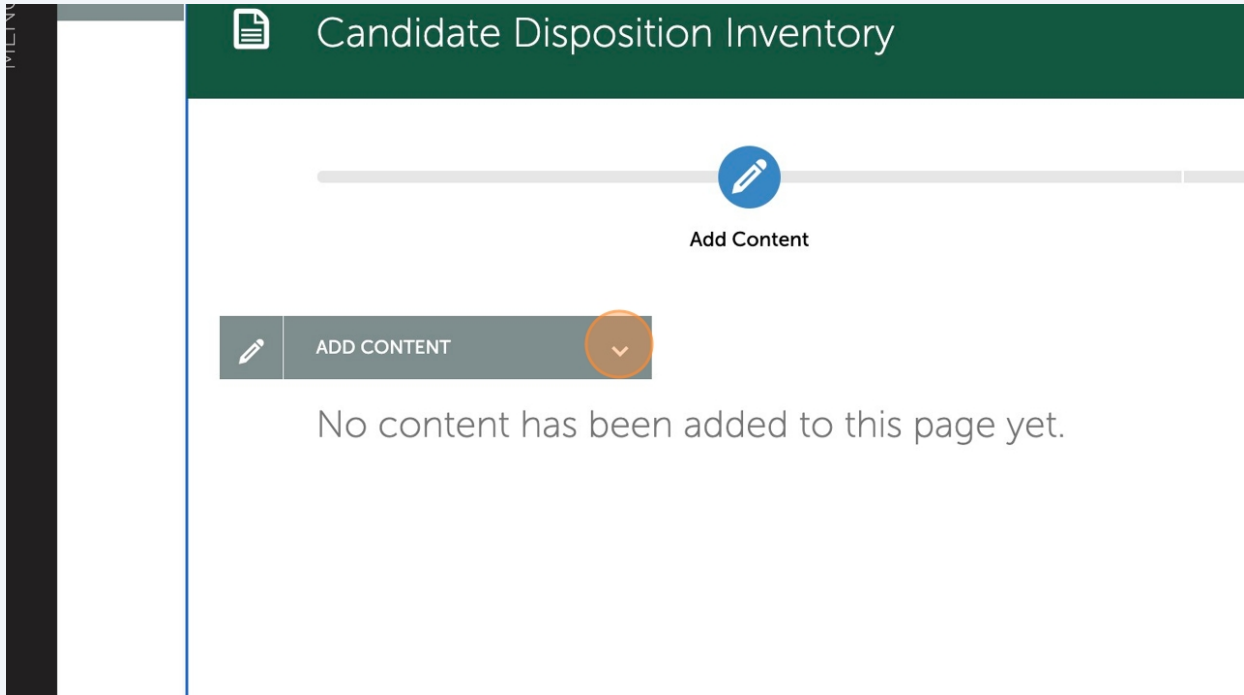 Candidate Disposition Inventory
Add Content
ADD CONTENT
No content has been added to this page yet.